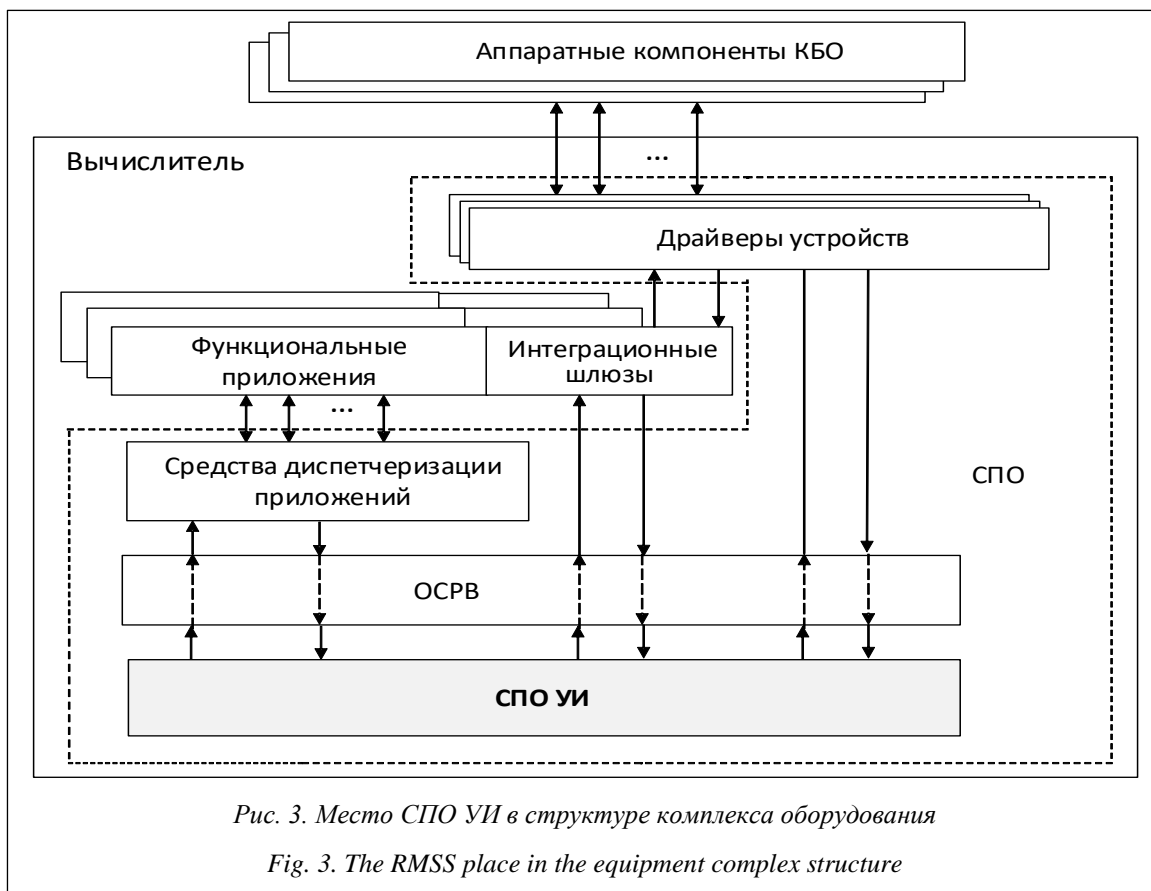 Аппаратные компоненты КБО
Вычислитель
...
Драйверы устройств
Функциональные
приложения
Интеграционные
шлюзы
...
Средства диспетчеризации
приложений
СПО
ОСРВ
СПО УИ
Рис. 3. Место СПО УИ в структуре комплекса оборудования
Fig. 3. The RMSS place in the equipment complex structure